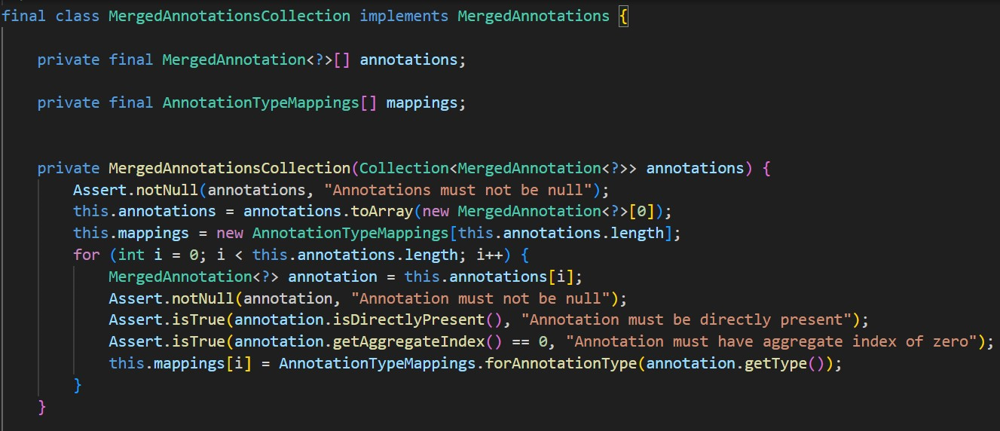 final class MergedAnnotationsCollection implements MergedAnnotations {
private final MergedAnnotation<?>[] annotations;
private final AnnotationTypeMappings[] mappings;
private MergedAnnotationsCollection(Collection<MergedAnnotation<?>> annotations) {
Assert.notNull(annotations, "Annotations must not be null");
this.annotations = annotations.toArray(new MergedAnnotation<?>[0]);
this.mappings = new AnnotationTypeMappings[this.annotations.length];
for (int i = 0; i < this.annotations.length; i++) {
MergedAnnotation<?> annotation = this.annotations[i];
Assert.notNull(annotation, "Annotation must not be null");
Assert.isTrue(annotation.isDirectlyPresent(), "Annotation must be directly present");
Assert.isTrue(annotation.getAggregateIndex() == 0, "Annotation must have aggregate index of zero");
this.mappings[i] = AnnotationTypeMappings.forAnnotationType(annotation.getType());
}
}